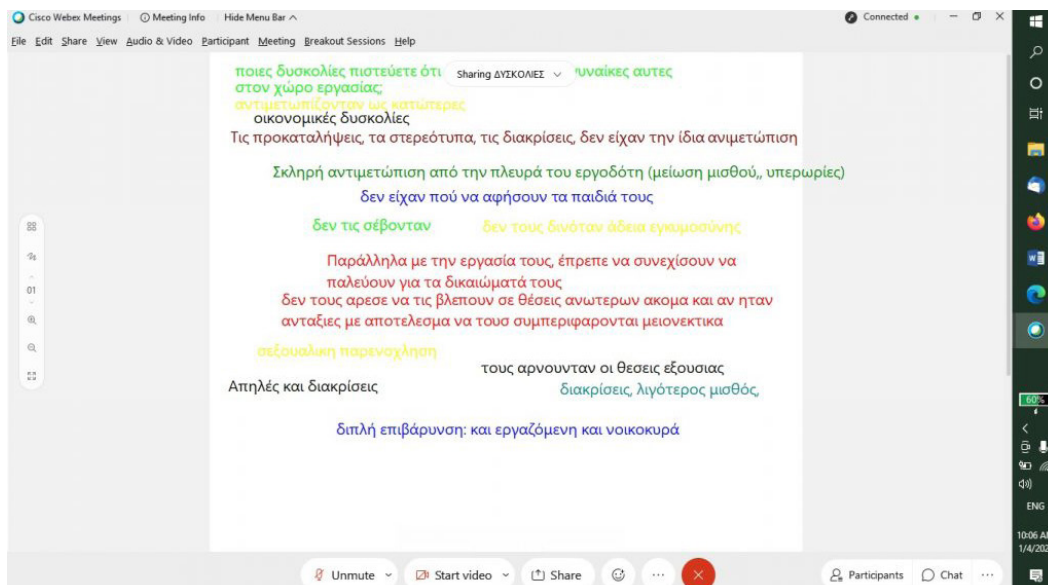 Cisco Webex Meetings Meeting Info Hide Menu Bar Connected
File Edit Share View Audio & Video Participant Meeting Breakout Sessions Help
ποιες δυσκολίες πιστεύετε ότι Sharing ΔΥΣΚΟΛΙΕΣ υναίκες αυτες
στον χώρο εργασίας;
αντιμετωπίζονταν ως κατώτερες
οικονομικές δυσκολίες
Τις προκαταλήψεις, τα στερεότυπα, τις διακρίσεις, δεν είχαν την ίδια ανιμετώπιση
Σκληρή αντιμετώπιση από την πλευρά του εργοδότη (μείωση μισθού,, υπερωρίες)
δεν είχαν πού να αφήσουν τα παιδιά τους
δεν τις σέβονταν δεν τους δινόταν άδεια εγκυμοσύνης
Παράλληλα με την εργασία τους, έπρεπε να συνεχίσουν να
παλεύουν για τα δικαιώματά τους
δεν τους αρεσε να τις βλεπουν σε θέσεις ανωτερων ακομα και αν ηταν
ανταξιες με αποτελεσμα να τουσ συμπεριφαρονται μειονεκτικα
σεξουαλικη παρενοχληση
τους αρνουνταν οι θεσεις εξουσιας
Απηλές και διακρίσεις διακρίσεις, λιγότερος μισθός,
διπλή επιβάρυνση: και εργαζόμενη και νοικοκυρά
01
60%
ENG
10:06 AM
1/4/202
Unmute Start video Share Participants Chat